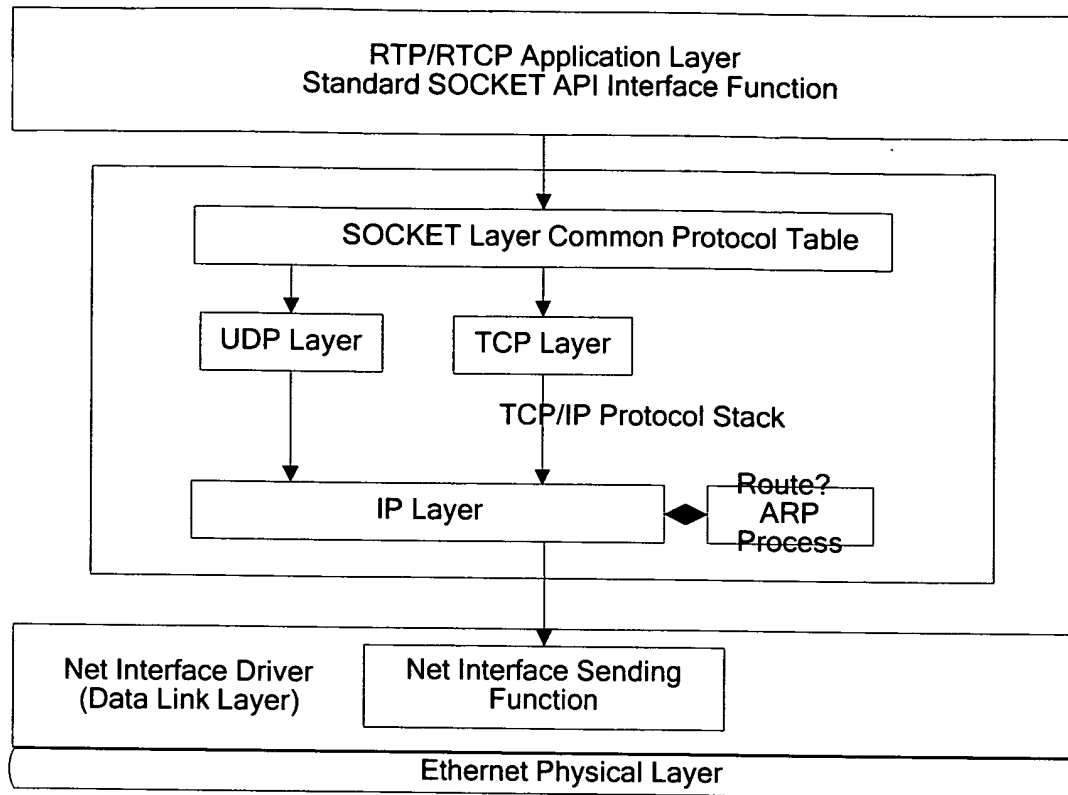 RTP/RTCP Application Layer
Standard SOCKET API Interface Function
SOCKET Layer Common Protocol Table
UDP Layer
TCP Layer
TCP/IP Protocol Stack
IP Layer
Route?
ARP
Process
Net Interface Driver
(Data Link Layer)
Net Interface Sending
Function
Ethernet Physical Layer